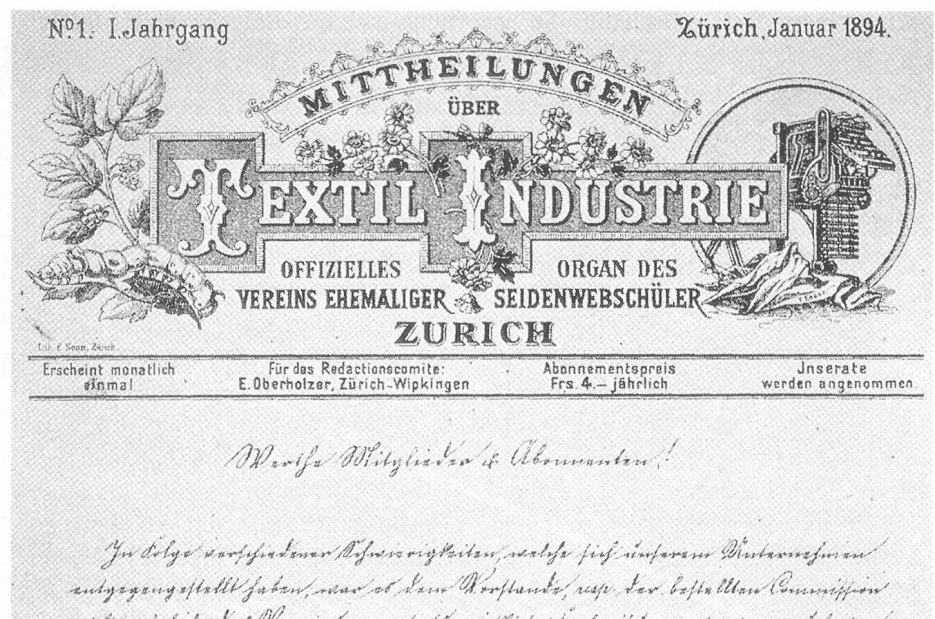 Nº1. I. Jahrgang
Zürich, Januar 1894.
MITTHEILUNGEN
ÜBER
TEXTIL INDUSTRIE
OFFIZIELLES ORGAN DES
VEREINS EHEMALIGER SEIDENWEBSCHÜLER
ZURICH
Erscheint monatlich
einmal
Für das Redactionscomite:
E. Oberholzer, Zürich-Wipkingen
Abonnementspreis
Frs. 4.– jährlich
Inserate
werden angenommen
Werthe Mitglieder & Abonnenten!
In Folge verschiedener Schwierigkeiten, welche sich unserem Unternehmen
entgegengestellt haben, war es dem Vorstande, resp. der bestellten Commission